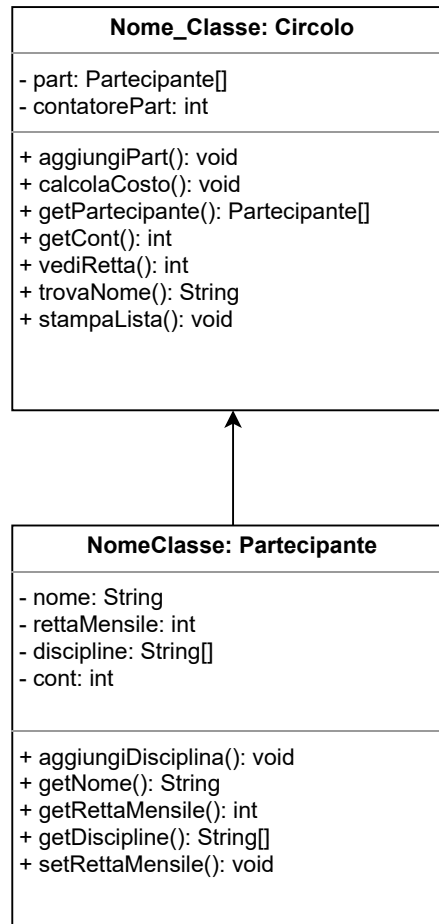 Nome_Classe: Circolo
- part: Partecipante[]
- contatorePart: int
+ aggiungiPart(): void
+ calcolaCosto(): void
+ getPartecipante(): Partecipante[]
+ getCont(): int
+ vediRetta(): int
+ trovaNome(): String
+ stampaLista(): void
NomeClasse: Partecipante
- nome: String
- rettaMensile: int
- discipline: String[]
- cont: int
+ aggiungiDisciplina(): void
+ getNome(): String
+ getRettaMensile(): int
+ getDiscipline(): String[]
+ setRettaMensile(): void